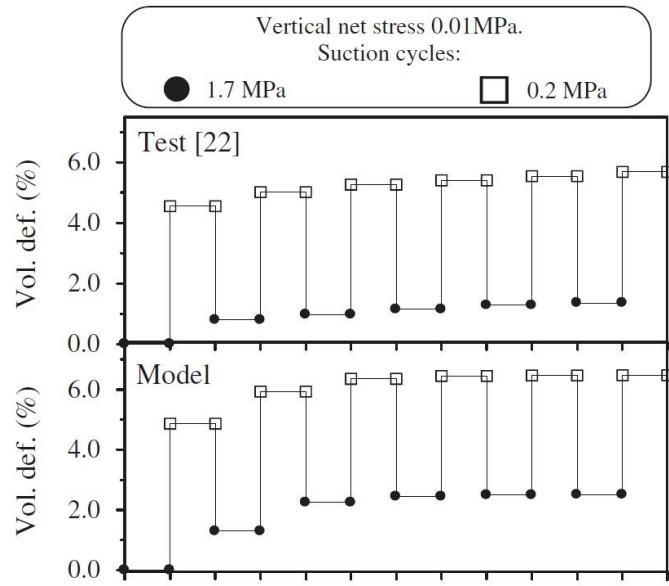 Vertical net stress 0.01MPa.
Suction cycles:
1.7 MPa 0.2 MPa
Test [22]
Vol. def. (%)
6.0
4.0
2.0
0.0
Model
Vol. def. (%)
6.0
4.0
2.0
0.0